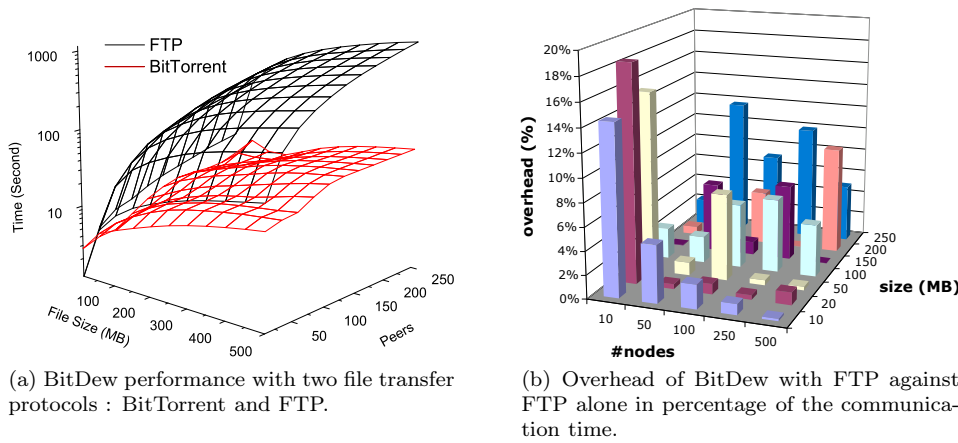 1000
100
10
Time (Second)
FTP
BitTorrent
100
200
300
400
500
File Size (MB)
50
100
150
200
250
Peers
20%
18%
16%
14%
12%
10%
8%
6%
4%
2%
0%
overhead (%)
10
50
100
250
500
#nodes
250
200
150
100
50
20
10
size (MB)
(a) BitDew performance with two file transfer
protocols : BitTorrent and FTP.
(b) Overhead of BitDew with FTP against
FTP alone in percentage of the communica-
tion time.